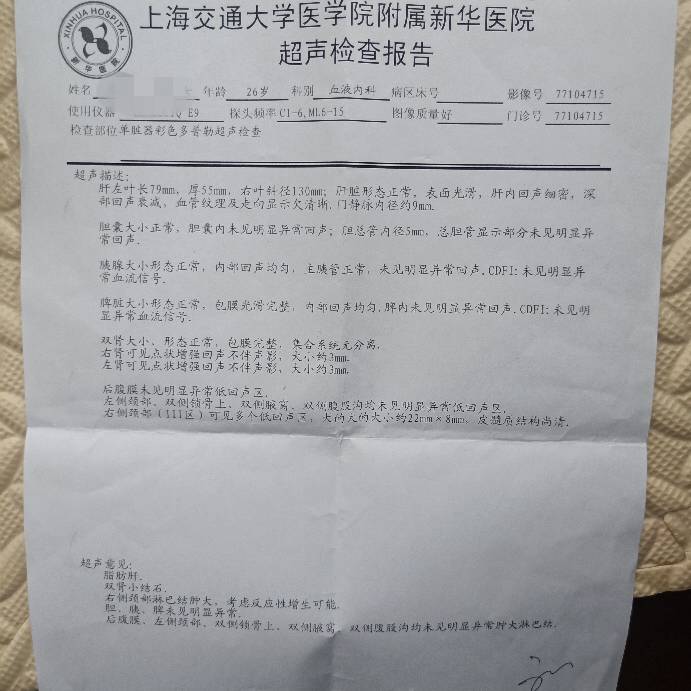 XINHUA HOSPITAL
新华医院
上海交通大学医学院附属新华医院
超声检查报告
姓名 女 年龄 26岁 科别 血液内科 病区床号 影像号 77104715
使用仪器 E9 探头频率C1-6,ML6-15 图像质量好 门诊号 77104715
检查部位单脏器彩色多普勒超声检查
超声描述:
肝左叶长79mm, 厚55mm, 右叶斜径130mm; 肝脏形态正常, 表面光滑, 肝内回声细密, 深
部回声衰减, 血管纹理及走向显示欠清晰. 门静脉内径约9mm.
胆囊大小正常, 胆囊内未见明显异常回声; 胆总管内径5mm, 总胆管显示部分未见明显异
常回声.
胰腺大小形态正常, 内部回声均匀, 主胰管正常, 未见明显异常回声. CDFI: 未见明显异
常血流信号.
脾脏大小形态正常, 包膜光滑完整, 内部回声均匀. 脾内未见明显异常回声. CDFI: 未见明
显异常血流信号.
双肾大小、形态正常, 包膜完整, 集合系统无分离.
右肾可见点状增强回声不伴声影, 大小约3mm.
左肾可见点状增强回声不伴声影, 大小约3mm.
后腹膜未见明显异常低回声区.
左侧颈部、双侧锁骨上、双侧腋窝、双侧腹股沟均未见明显异常低回声区.
右侧颈部(111区)可见多个低回声区, 大的大的大小约22mm×8mm, 皮髓质结构尚清.
超声意见:
脂肪肝.
双肾小结石.
右侧颈部淋巴结肿大, 考虑反应性增生可能.
胆、胰、脾未见明显异常.
后腹膜、左侧颈部、双侧锁骨上、双侧腋窝、双侧腹股沟均未见明显异常肿大淋巴结.